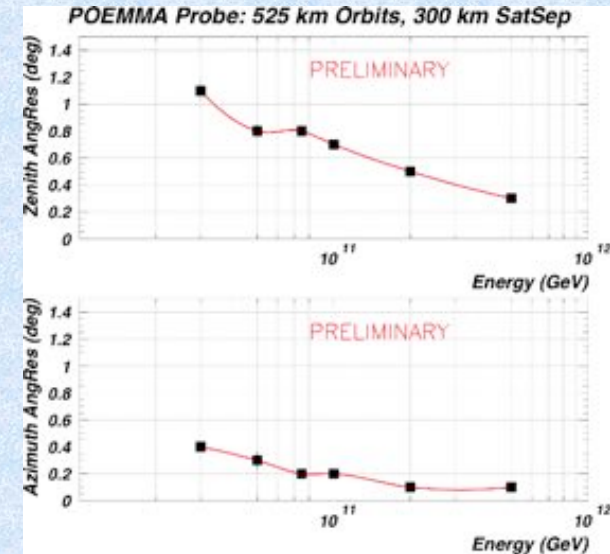 POEMMA Probe: 525 km Orbits, 300 km SatSep
Zenith AngRes (deg)
1.4
1.2
1
0.8
0.6
0.4
0.2
0
PRELIMINARY
10 11
10 12
Energy (GeV)
Azimuth AngRes (deg)
1.4
1.2
1
0.8
0.6
0.4
0.2
0
PRELIMINARY
10 11
10 12
Energy (GeV)